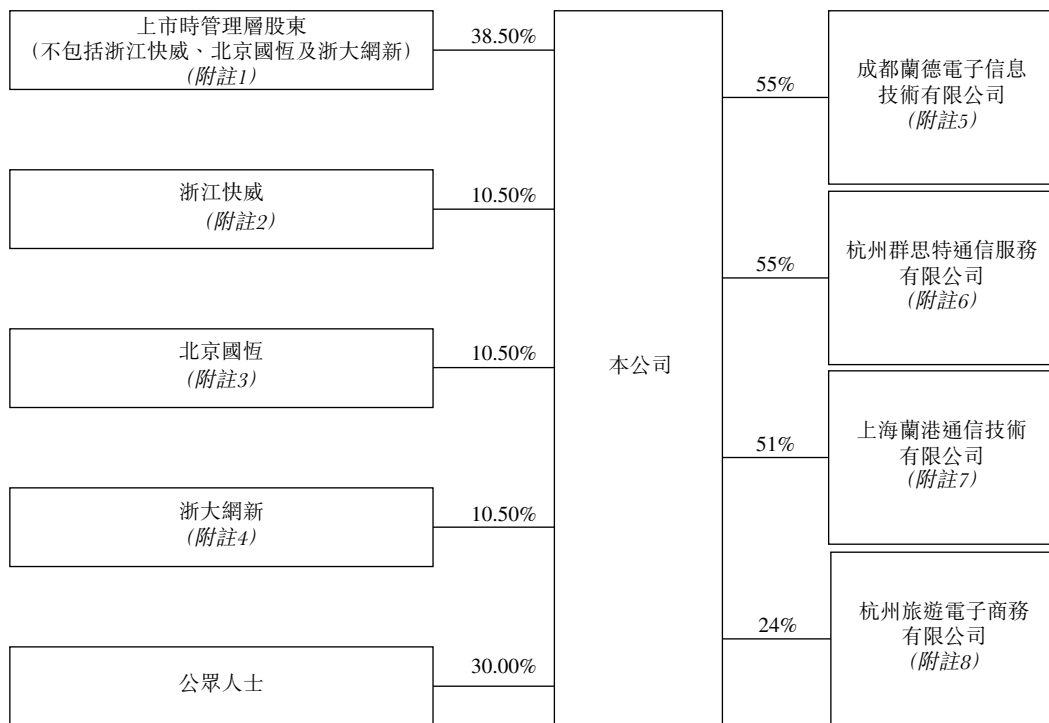 上市時管理層股東
(不包括浙江快威、北京國恆及浙大網新)
(附註1)
38.50%
浙江快威
(附註2)
10.50%
北京國恆
(附註3)
10.50%
浙大網新
(附註4)
10.50%
公眾人士
30.00%
本公司
55%
成都蘭德電子信息
技術有限公司
(附註5)
55%
杭州群思特通信服務
有限公司
(附註6)
51%
上海蘭港通信技術
有限公司
(附註7)
24%
杭州旅遊電子商務
有限公司
(附註8)